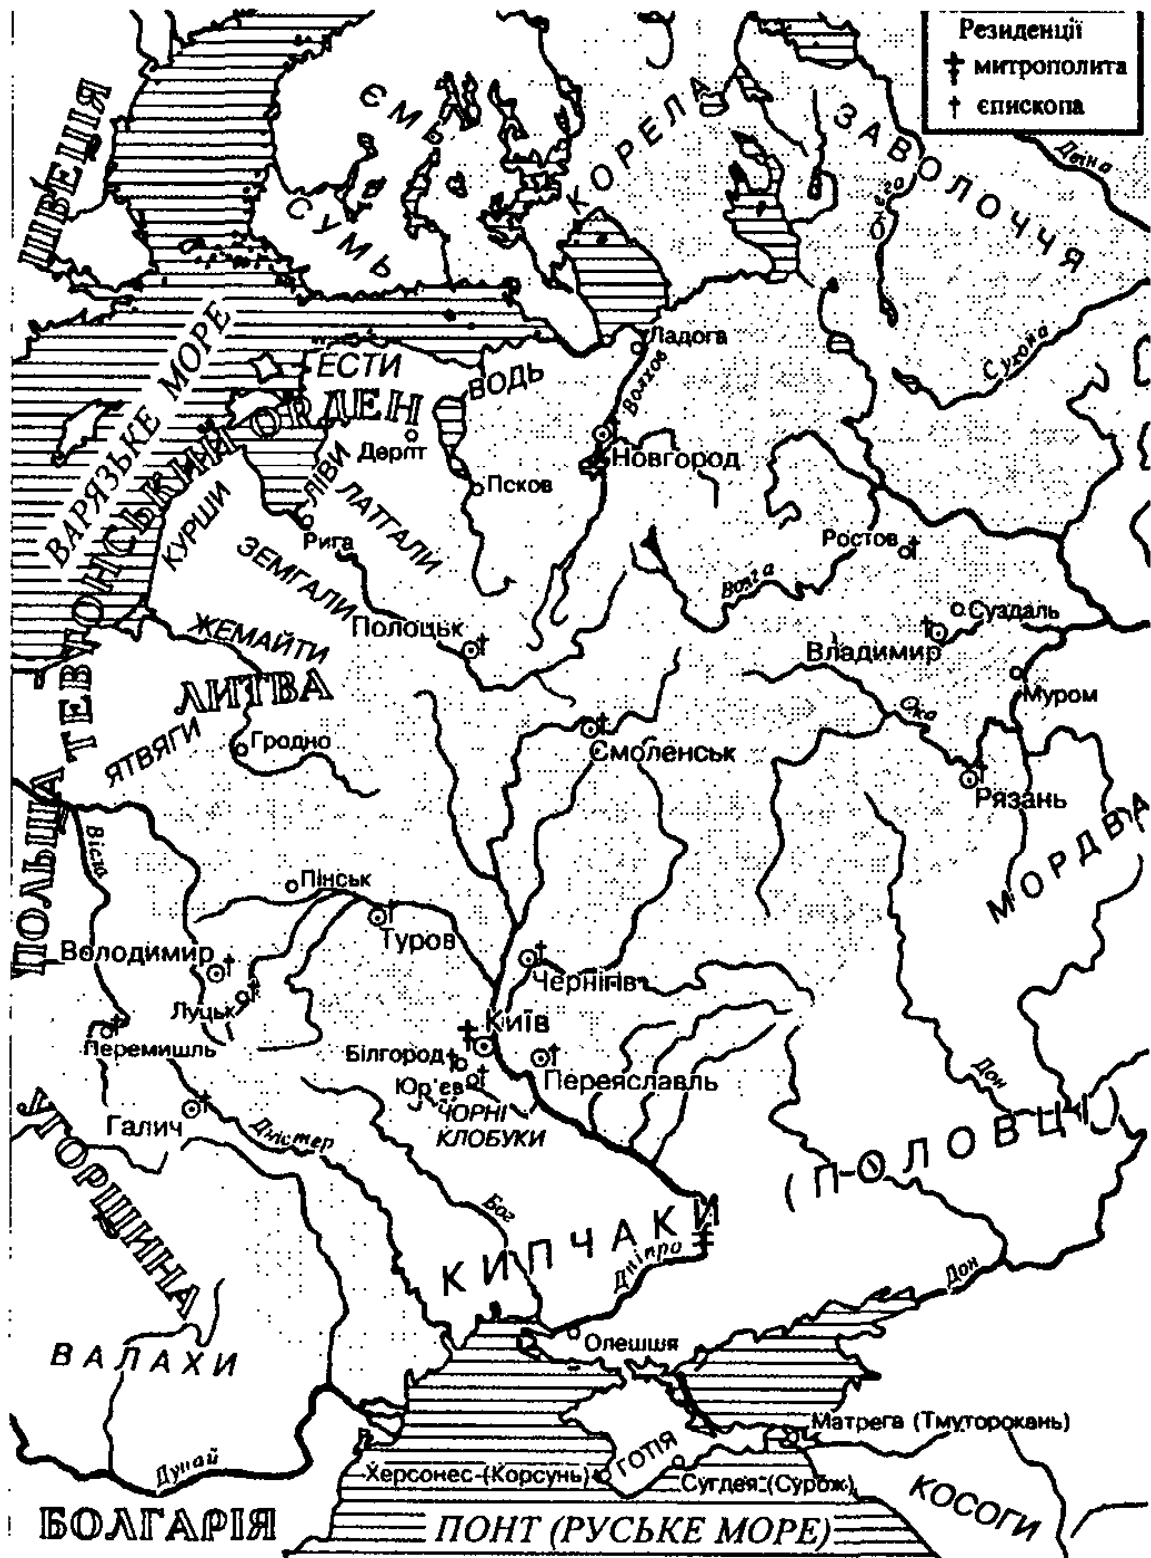 Резиденції
митрополита
єпископа
ШВЕЦІЯ
ЄМЬ
КОРЕЛА
ЗАВОЛОЧЧЯ
Двіна
Онега
СУМЬ
Сухона
ВАРЯЗЬКЕ МОРЕ
Ладога
Волхов
ЕСТИ
ВОДЬ
ТЕВТОНСЬКИЙ ОРДЕН
Дерпт
Новгород
Псков
ЛІВИ
ЛАТГАЛИ
КУРШИ
Рига
ЗЕМГАЛИ
Ростов
Волга
Суздаль
ЖЕМАЙТИ
Полоцьк
Владимир
ЛИТВА
Муром
Ока
ЯТВЯГИ
Гродно
Смоленськ
Рязань
МОРДВА
ПОЛЬЩА
Вісла
Пінськ
Туров
Володимир
Чернігів
Луцьк
Київ
Перемишль
Білгород
Переяславль
Юр'єв
ЧОРНІ
КЛОБУКИ
Дон
Галич
УГОРЩИНА
Дністер
(ПОЛОВЦІ)
Бог
КИПЧАКИ
Дніпро
Дон
Олешшя
ВАЛАХИ
Матрега (Тмуторокань)
ГОТІЯ
Херсонес (Корсунь)
Сугдея (Сурож)
Дунай
КОСОГИ
БОЛГАРІЯ
ПОНТ (РУСЬКЕ МОРЕ)